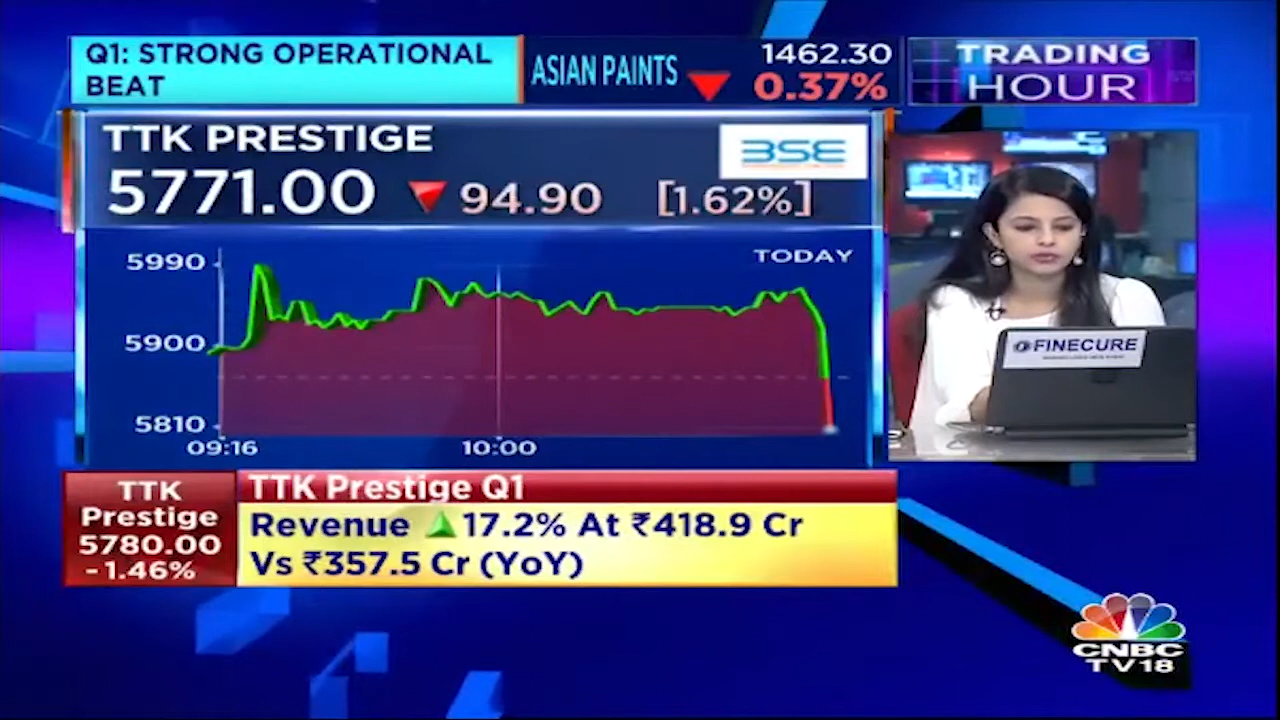 Q1: STRONG OPERATIONAL
BEAT
ASIAN PAINTS
1462.30
0.37%
TRADING
HOUR
TTK PRESTIGE
BSE
5771.00 94.90 [1.62%]
TODAY
5990
5900
5810
09:16 10:00
FINECURE
TTK
Prestige
5780.00
-1.46%
TTK Prestige Q1
Revenue 17.2% At ₹418.9 Cr
Vs ₹357.5 Cr (YoY)
CNBC
TV18